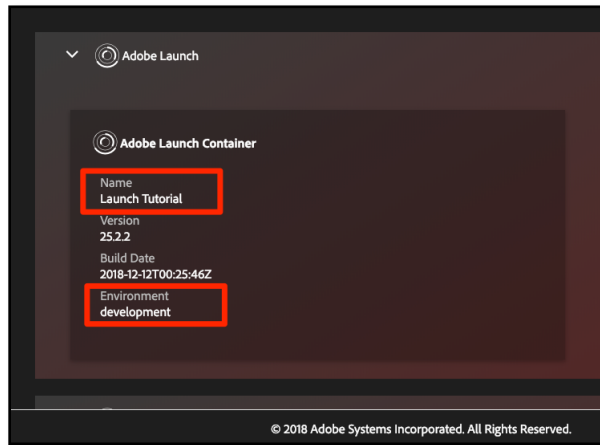 Adobe Launch
Adobe Launch Container
Name
Launch Tutorial
Version
25.2.2
Build Date
2018-12-12T00:25:46Z
Environment
development
© 2018 Adobe Systems Incorporated. All Rights Reserved.